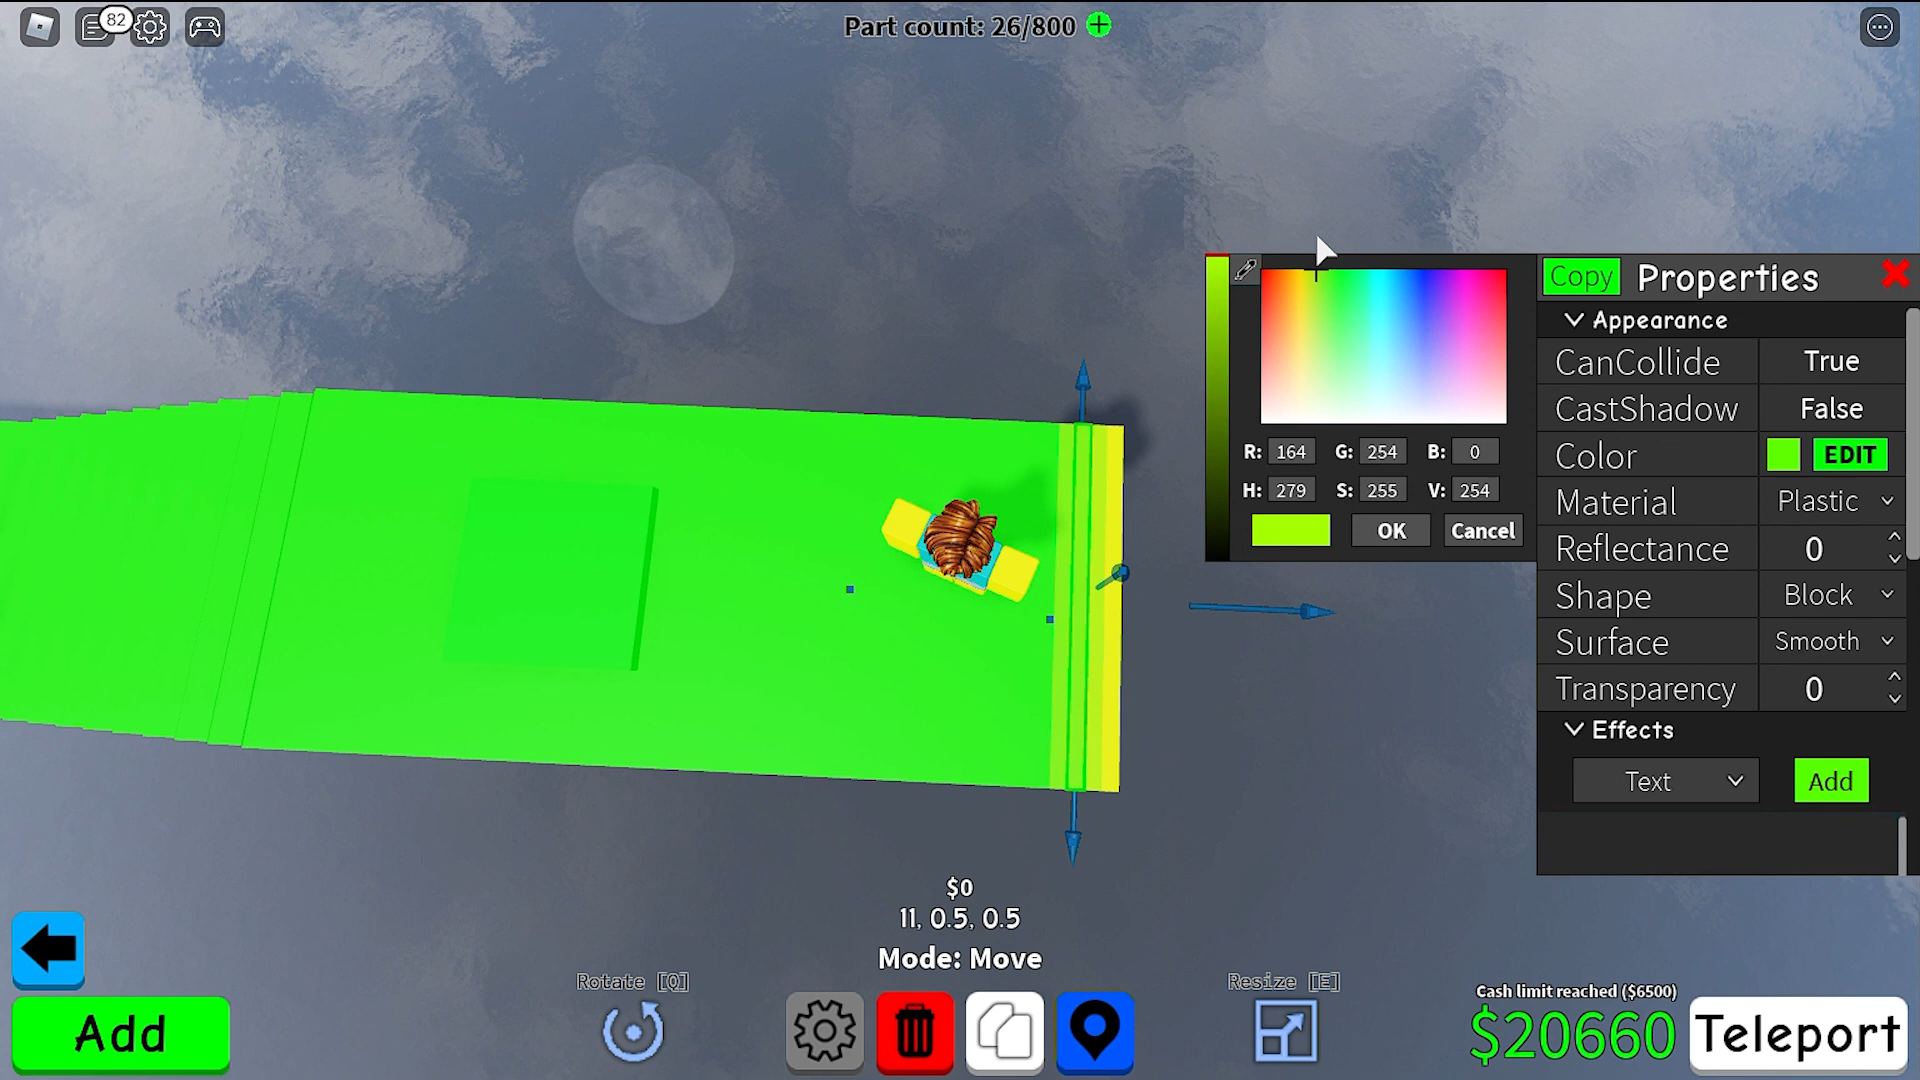 82
Part count: 26/800
Copy Properties
Appearance
CanCollide True
CastShadow False
Color EDIT
Material Plastic
Reflectance 0
Shape Block
Surface Smooth
Transparency 0
Effects
Text Add
R: 164 G: 254 B: 0
H: 279 S: 255 V: 254
OK Cancel
$0
11, 0.5, 0.5
Mode: Move
Rotate [Q]
Resize [E]
Add
Cash limit reached ($6500)
$20660
Teleport